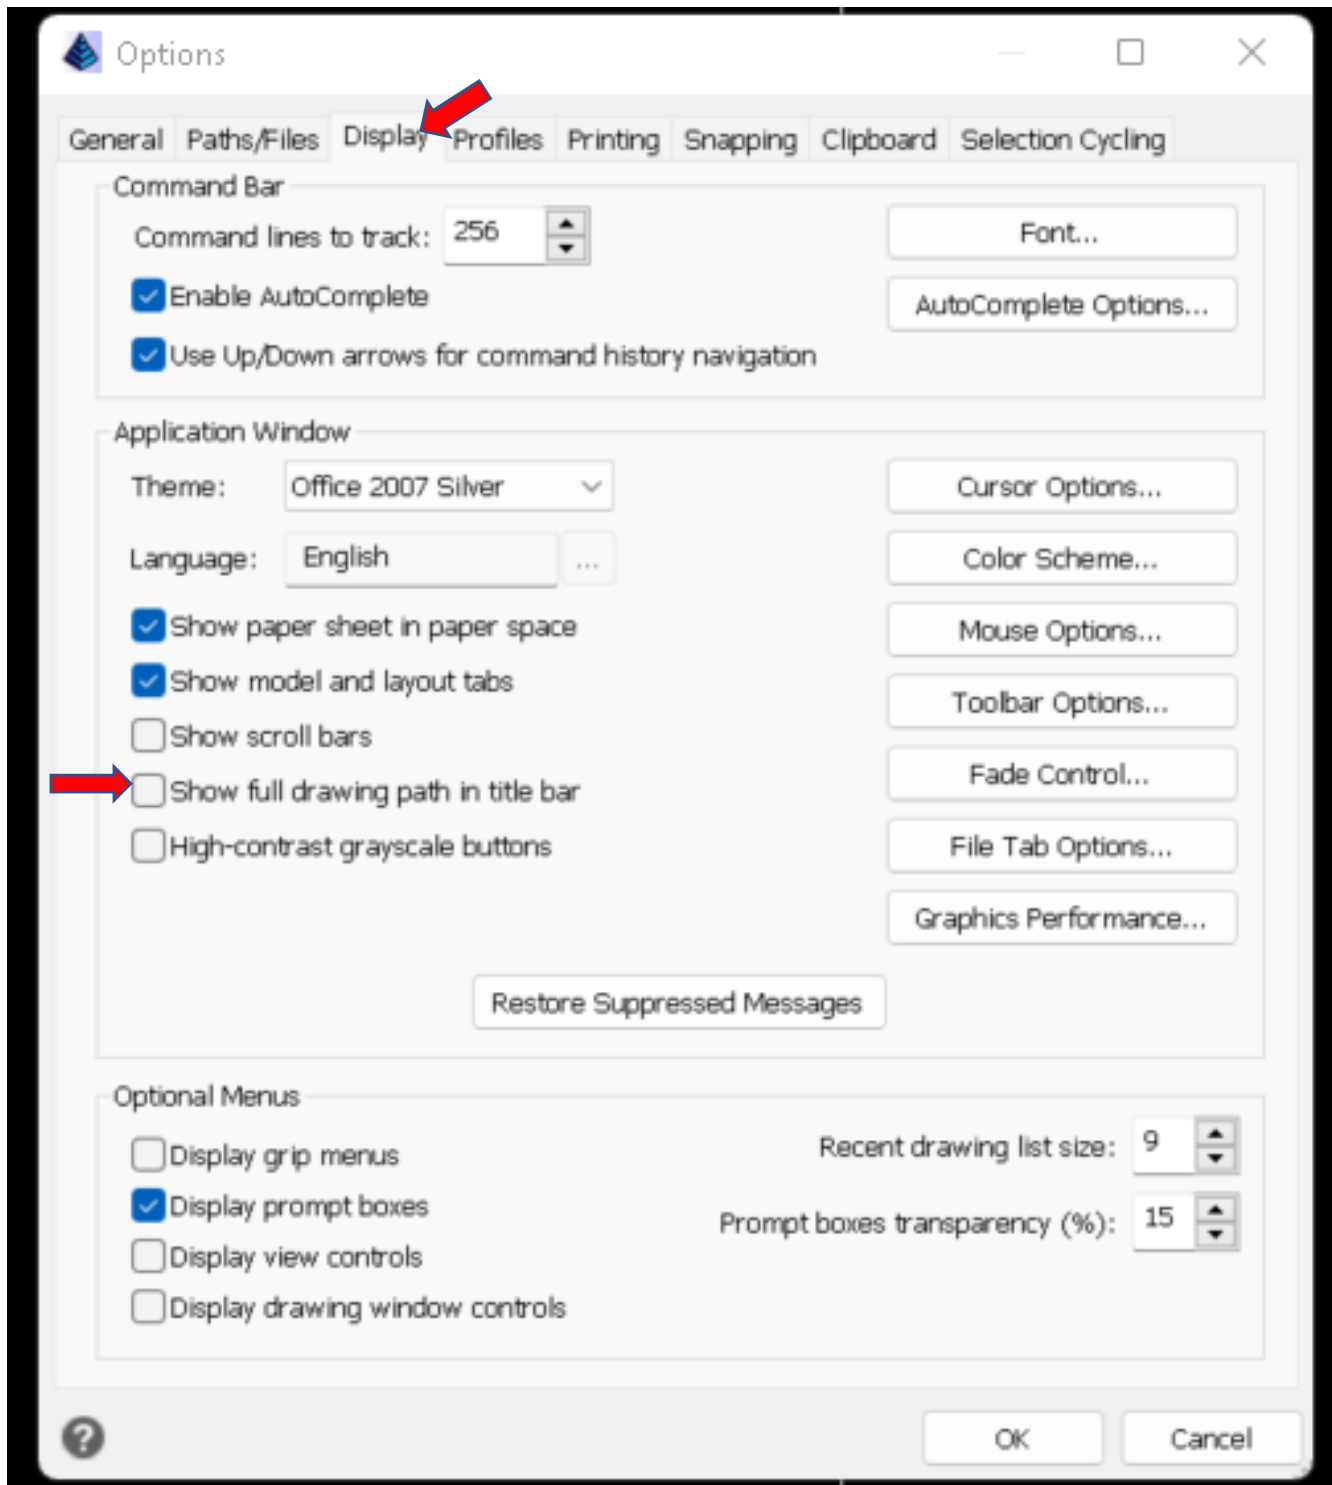 Options
General Paths/Files Display Profiles Printing Snapping Clipboard Selection Cycling
Command Bar
Command lines to track: 256 Font...
Enable AutoComplete AutoComplete Options...
Use Up/Down arrows for command history navigation
Application Window
Theme: Office 2007 Silver Cursor Options...
Language: English ... Color Scheme...
Show paper sheet in paper space Mouse Options...
Show model and layout tabs Toolbar Options...
Show scroll bars
Show full drawing path in title bar Fade Control...
High-contrast grayscale buttons File Tab Options...
Graphics Performance...
Restore Suppressed Messages
Optional Menus
Display grip menus Recent drawing list size: 9
Display prompt boxes Prompt boxes transparency (%): 15
Display view controls
Display drawing window controls
? OK Cancel